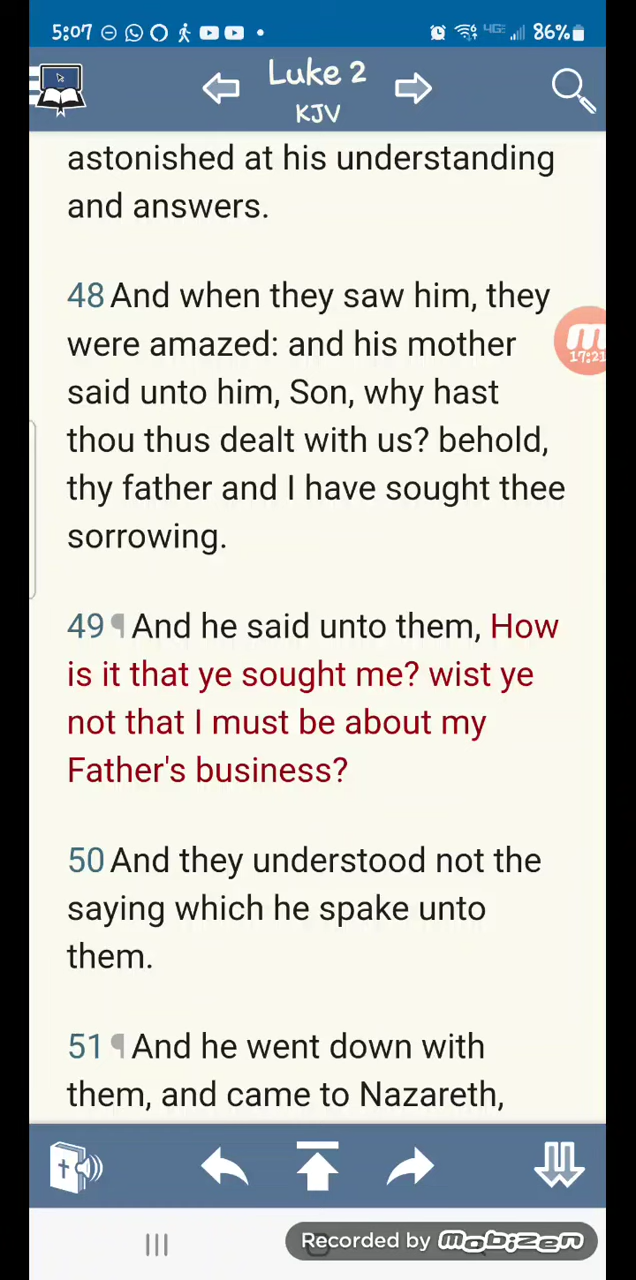 5:07 4GE 86%
Luke 2
KJV
astonished at his understanding
and answers.
48 And when they saw him, they
were amazed: and his mother
said unto him, Son, why hast
thou thus dealt with us? behold,
thy father and I have sought thee
sorrowing.
17:21
49 ¶ And he said unto them, How
is it that ye sought me? wist ye
not that I must be about my
Father's business?
50 And they understood not the
saying which he spake unto
them.
51 ¶ And he went down with
them, and came to Nazareth,
Recorded by mobizen